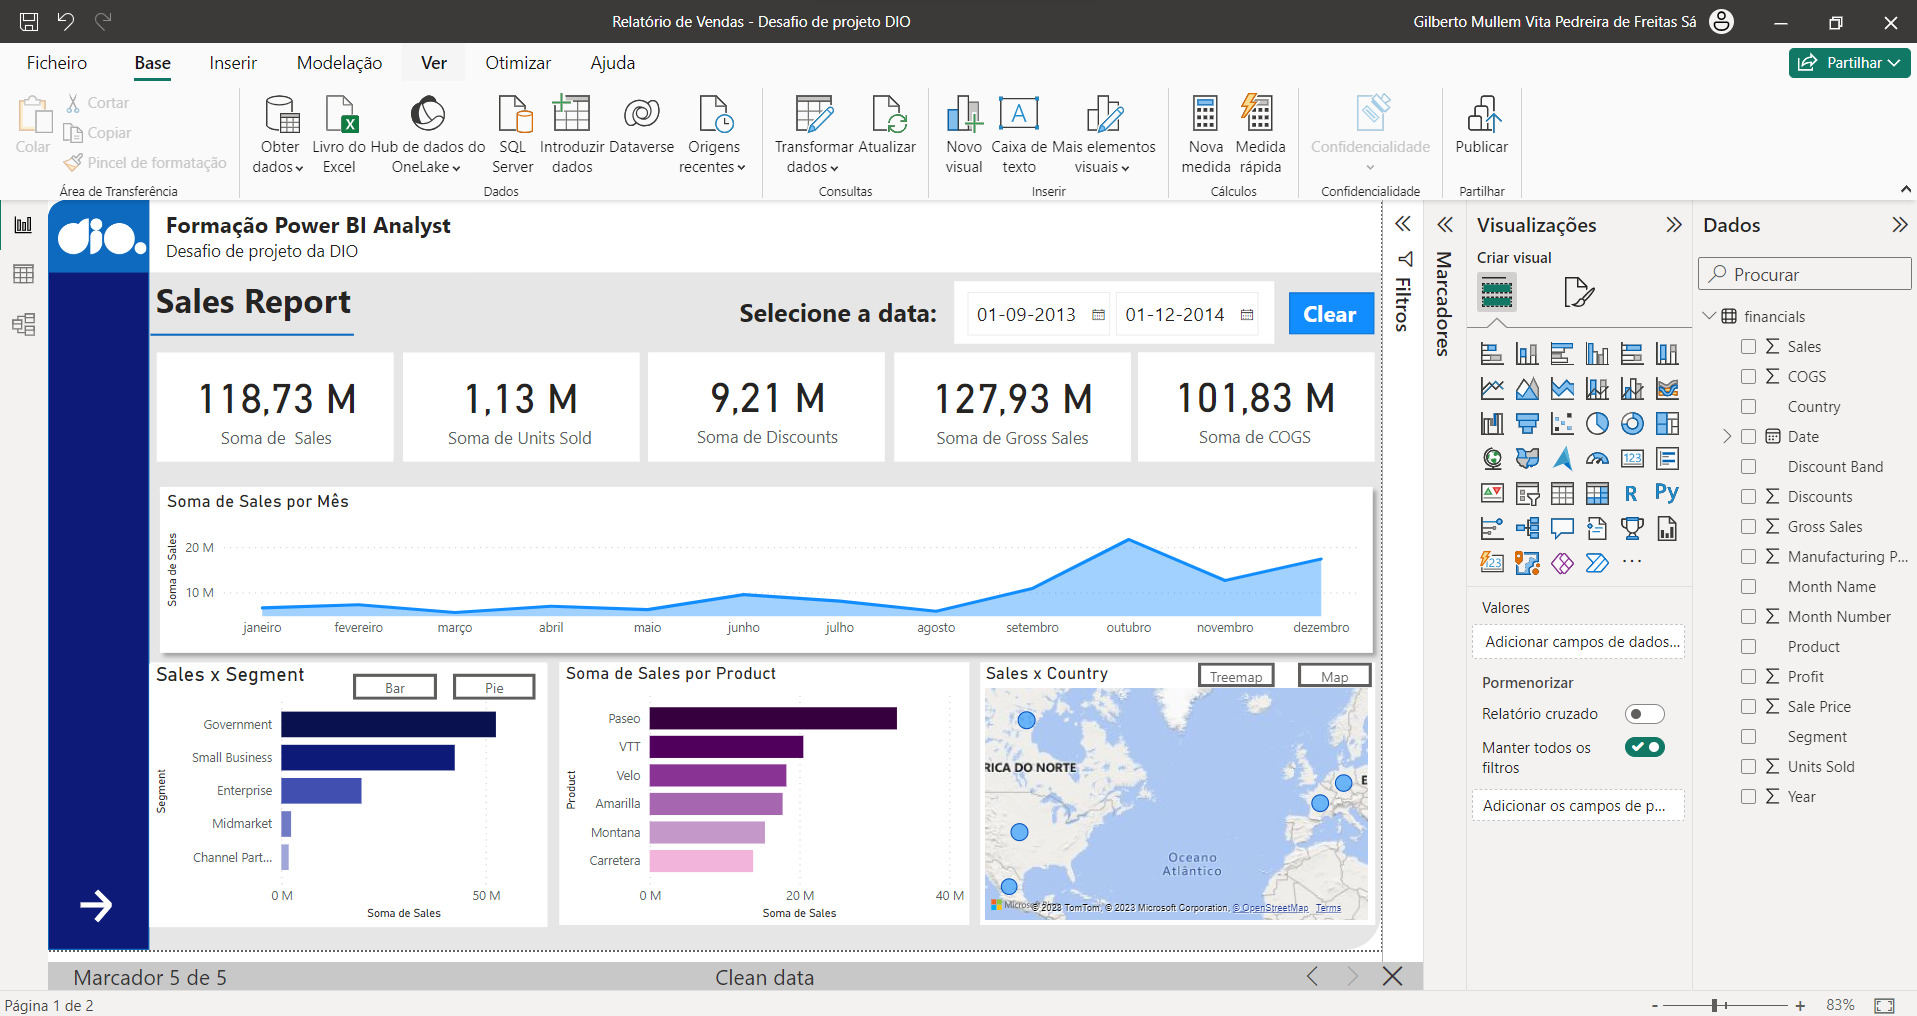 Relatório de Vendas - Desafio de projeto DIO
Gilberto Mullem Vita Pedreira de Freitas Sá
Ficheiro
Base
Inserir
Modelação
Ver
Otimizar
Ajuda
Partilhar
Colar
Cortar
Copiar
Pincel de formatação
Área de Transferência
Obter
dados
Livro do
Excel
Hub de dados do
OneLake
SQL
Server
Introduzir
dados
Dataverse
Origens
recentes
Dados
Transformar
dados
Atualizar
Consultas
Novo
visual
Caixa de
texto
Mais elementos
visuais
Inserir
Nova
medida
Medida
rápida
Cálculos
Confidencialidade
Confidencialidade
Publicar
Partilhar
dio.
Formação Power BI Analyst
Desafio de projeto da DIO
Sales Report
Selecione a data:
01-09-2013
01-12-2014
Clear
118,73 M
Soma de  Sales
1,13 M
Soma de Units Sold
9,21 M
Soma de Discounts
127,93 M
Soma de Gross Sales
101,83 M
Soma de COGS
Soma de Sales por Mês
Soma de Sales
20 M
10 M
janeiro
fevereiro
março
abril
maio
junho
julho
agosto
setembro
outubro
novembro
dezembro
Sales x Segment
Bar
Pie
Segment
Government
Small Business
Enterprise
Midmarket
Channel Part...
0 M
50 M
Soma de Sales
Soma de Sales por Product
Product
Paseo
VTT
Velo
Amarilla
Montana
Carretera
0 M
20 M
40 M
Soma de Sales
Sales x Country
Treemap
Map
RICA DO NORTE
E
Oceano
Atlântico
© 2023 TomTom, © 2023 Microsoft Corporation, © OpenStreetMap Terms
Filtros
Marcadores
Visualizações
Criar visual
123
R
Py
123
Valores
Adicionar campos de dados...
Pormenorizar
Relatório cruzado
Manter todos os
filtros
Adicionar os campos de p...
Dados
Procurar
financials
Sales
COGS
Country
Date
Discount Band
Discounts
Gross Sales
Manufacturing P...
Month Name
Month Number
Product
Profit
Sale Price
Segment
Units Sold
Year
Marcador 5 de 5
Clean data
Página 1 de 2
83%